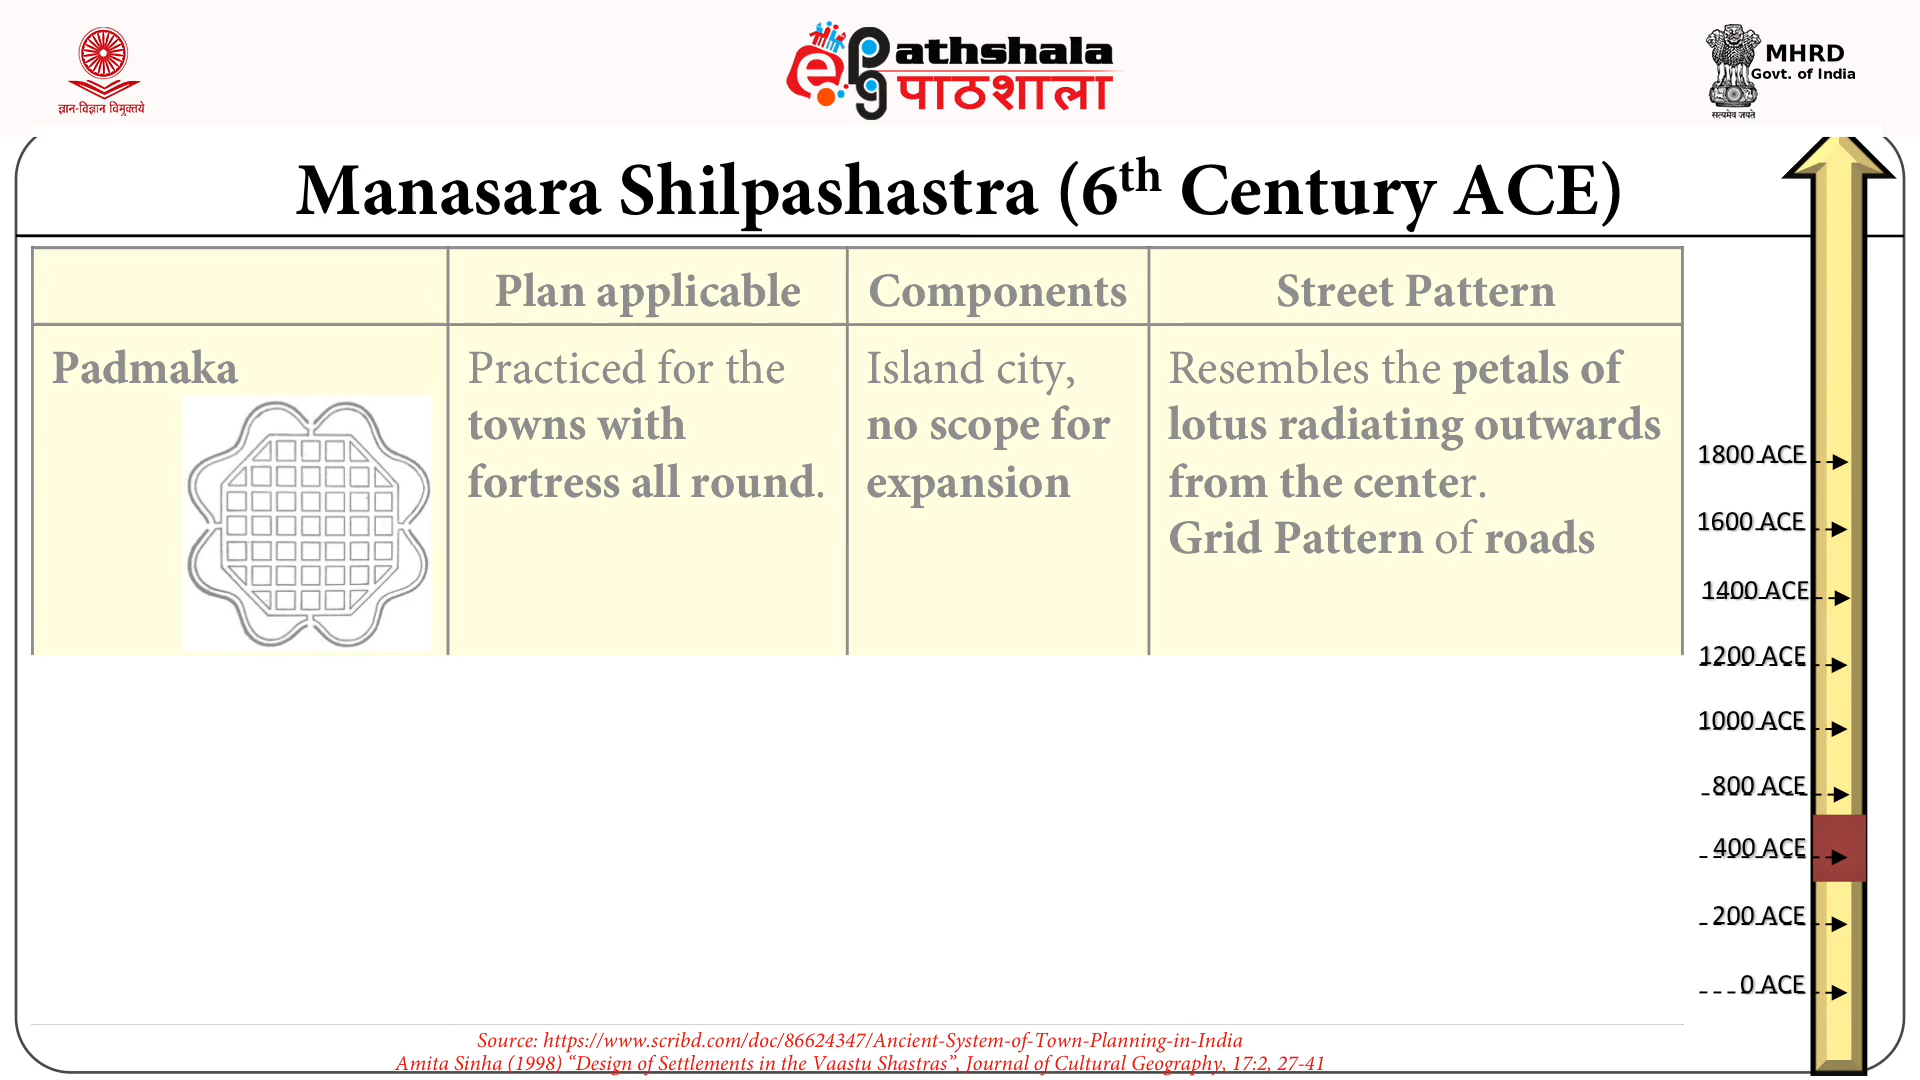 ज्ञान-विज्ञान विमुक्तये
e pg athshala
पाठशाला
MHRD
Govt. of India
सत्यमेव जयते
Manasara Shilpashastra (6th Century ACE)
Plan applicable Components Street Pattern
Padmaka
Practiced for the
towns with
fortress all round.
Island city,
no scope for
expansion
Resembles the petals of
lotus radiating outwards
from the center.
Grid Pattern of roads
1800 ACE
1600 ACE
1400 ACE
1200 ACE
1000 ACE
800 ACE
400 ACE
200 ACE
0 ACE
Source: https://www.scribd.com/doc/86624347/Ancient-System-of-Town-Planning-in-India
Amita Sinha (1998) “Design of Settlements in the Vaastu Shastras”, Journal of Cultural Geography, 17:2, 27-41